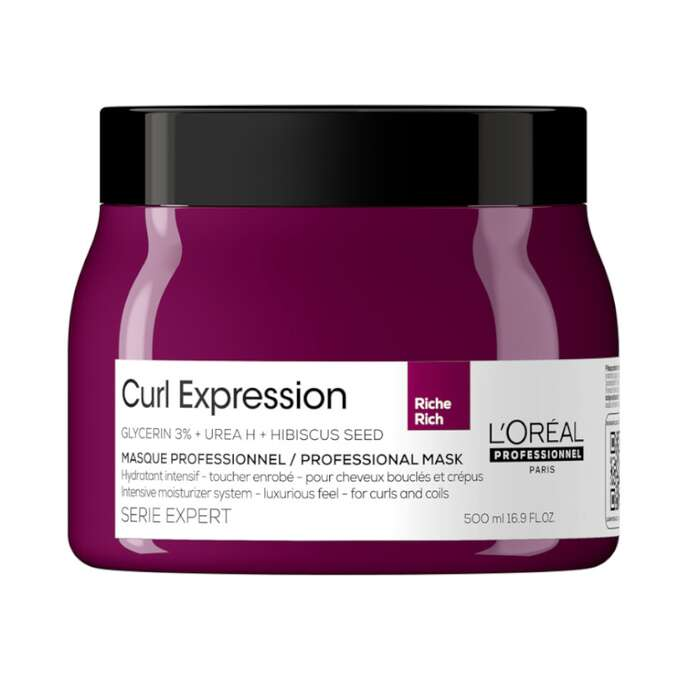 Curl Expression
GLYCERIN 3% + UREA H + HIBISCUS SEED
MASQUE PROFESSIONNEL / PROFESSIONAL MASK
Hydratant intensif - toucher enrobé - pour cheveux bouclés et crépus
Intensive moisturizer system - luxurious feel - for curls and coils
SERIE EXPERT
Riche
Rich
L'ORÉAL
PROFESSIONNEL
PARIS
500 ml 16.9 FL.OZ.